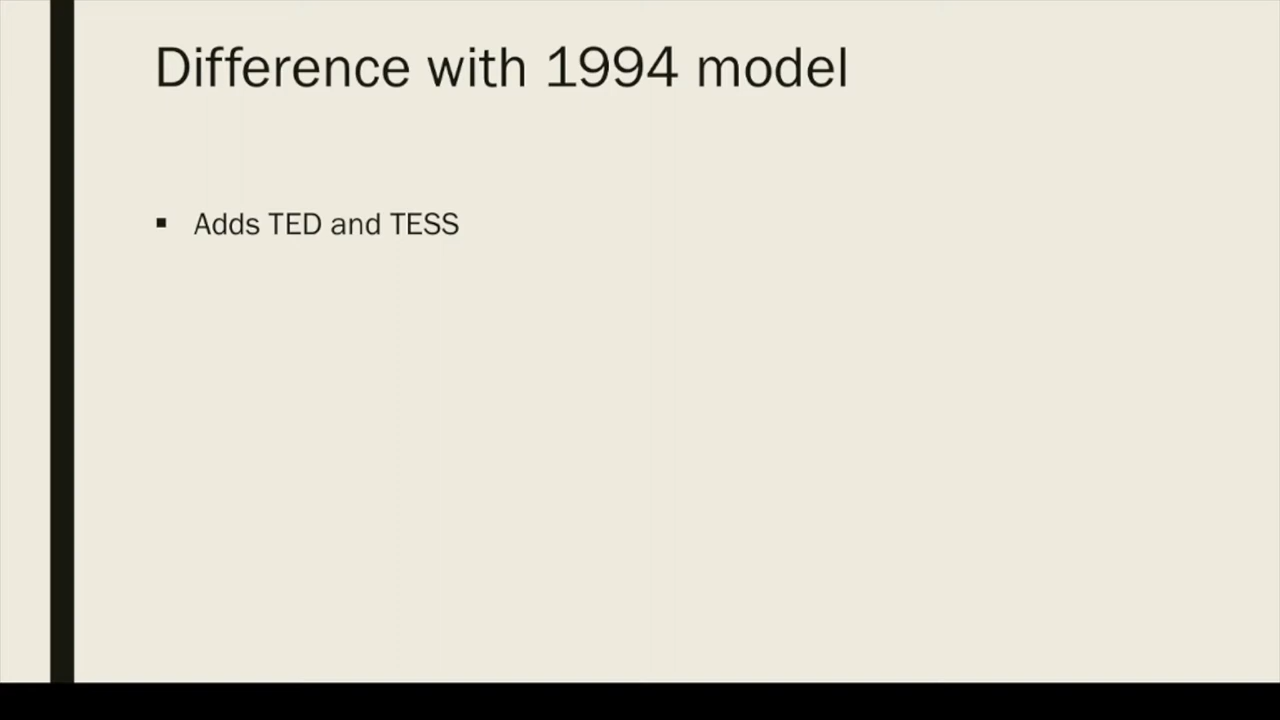 Difference with 1994 model
▪ Adds TED and TESS